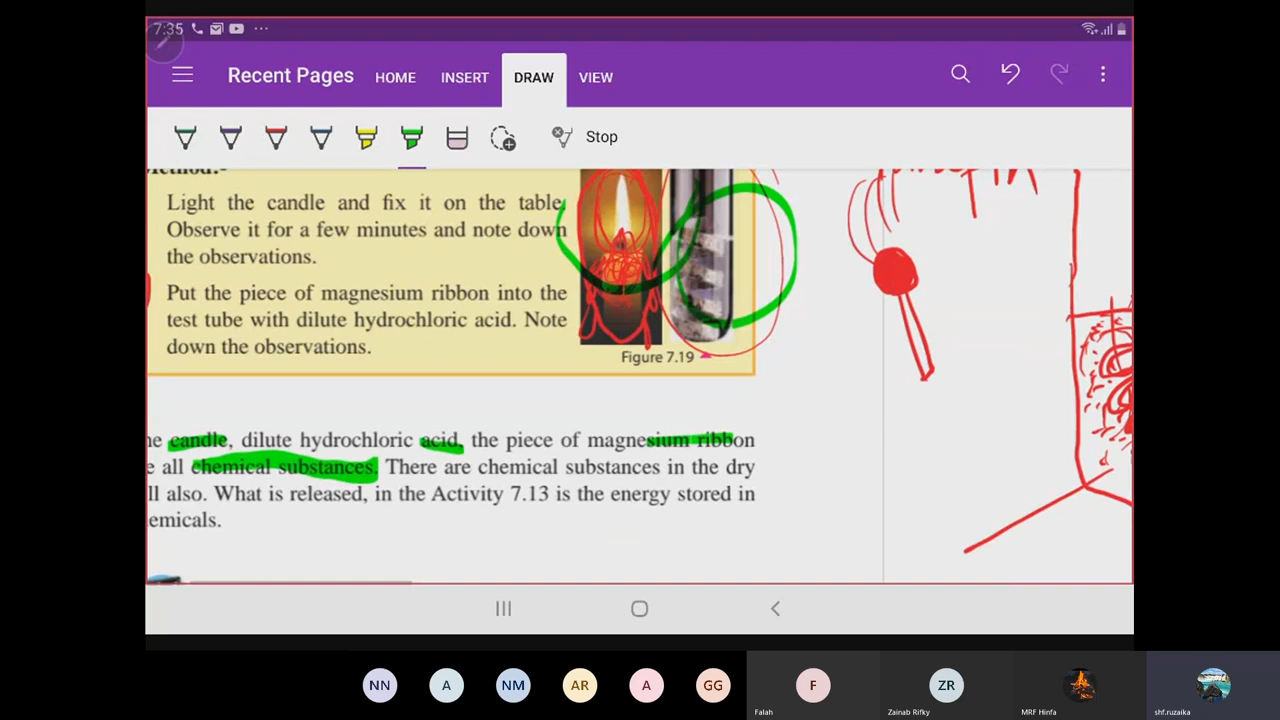 7:35
Recent Pages HOME INSERT DRAW VIEW
Stop
Light the candle and fix it on the table.
Observe it for a few minutes and note down
the observations.
Put the piece of magnesium ribbon into the
test tube with dilute hydrochloric acid. Note
down the observations.
Figure 7.19
he candle, dilute hydrochloric acid, the piece of magnesium ribbon
e all chemical substances. There are chemical substances in the dry
ll also. What is released, in the Activity 7.13 is the energy stored in
emicals.
NN A NM AR A GG F ZR
Falah Zainab Rifky MRF Hinfa shf.ruzaika